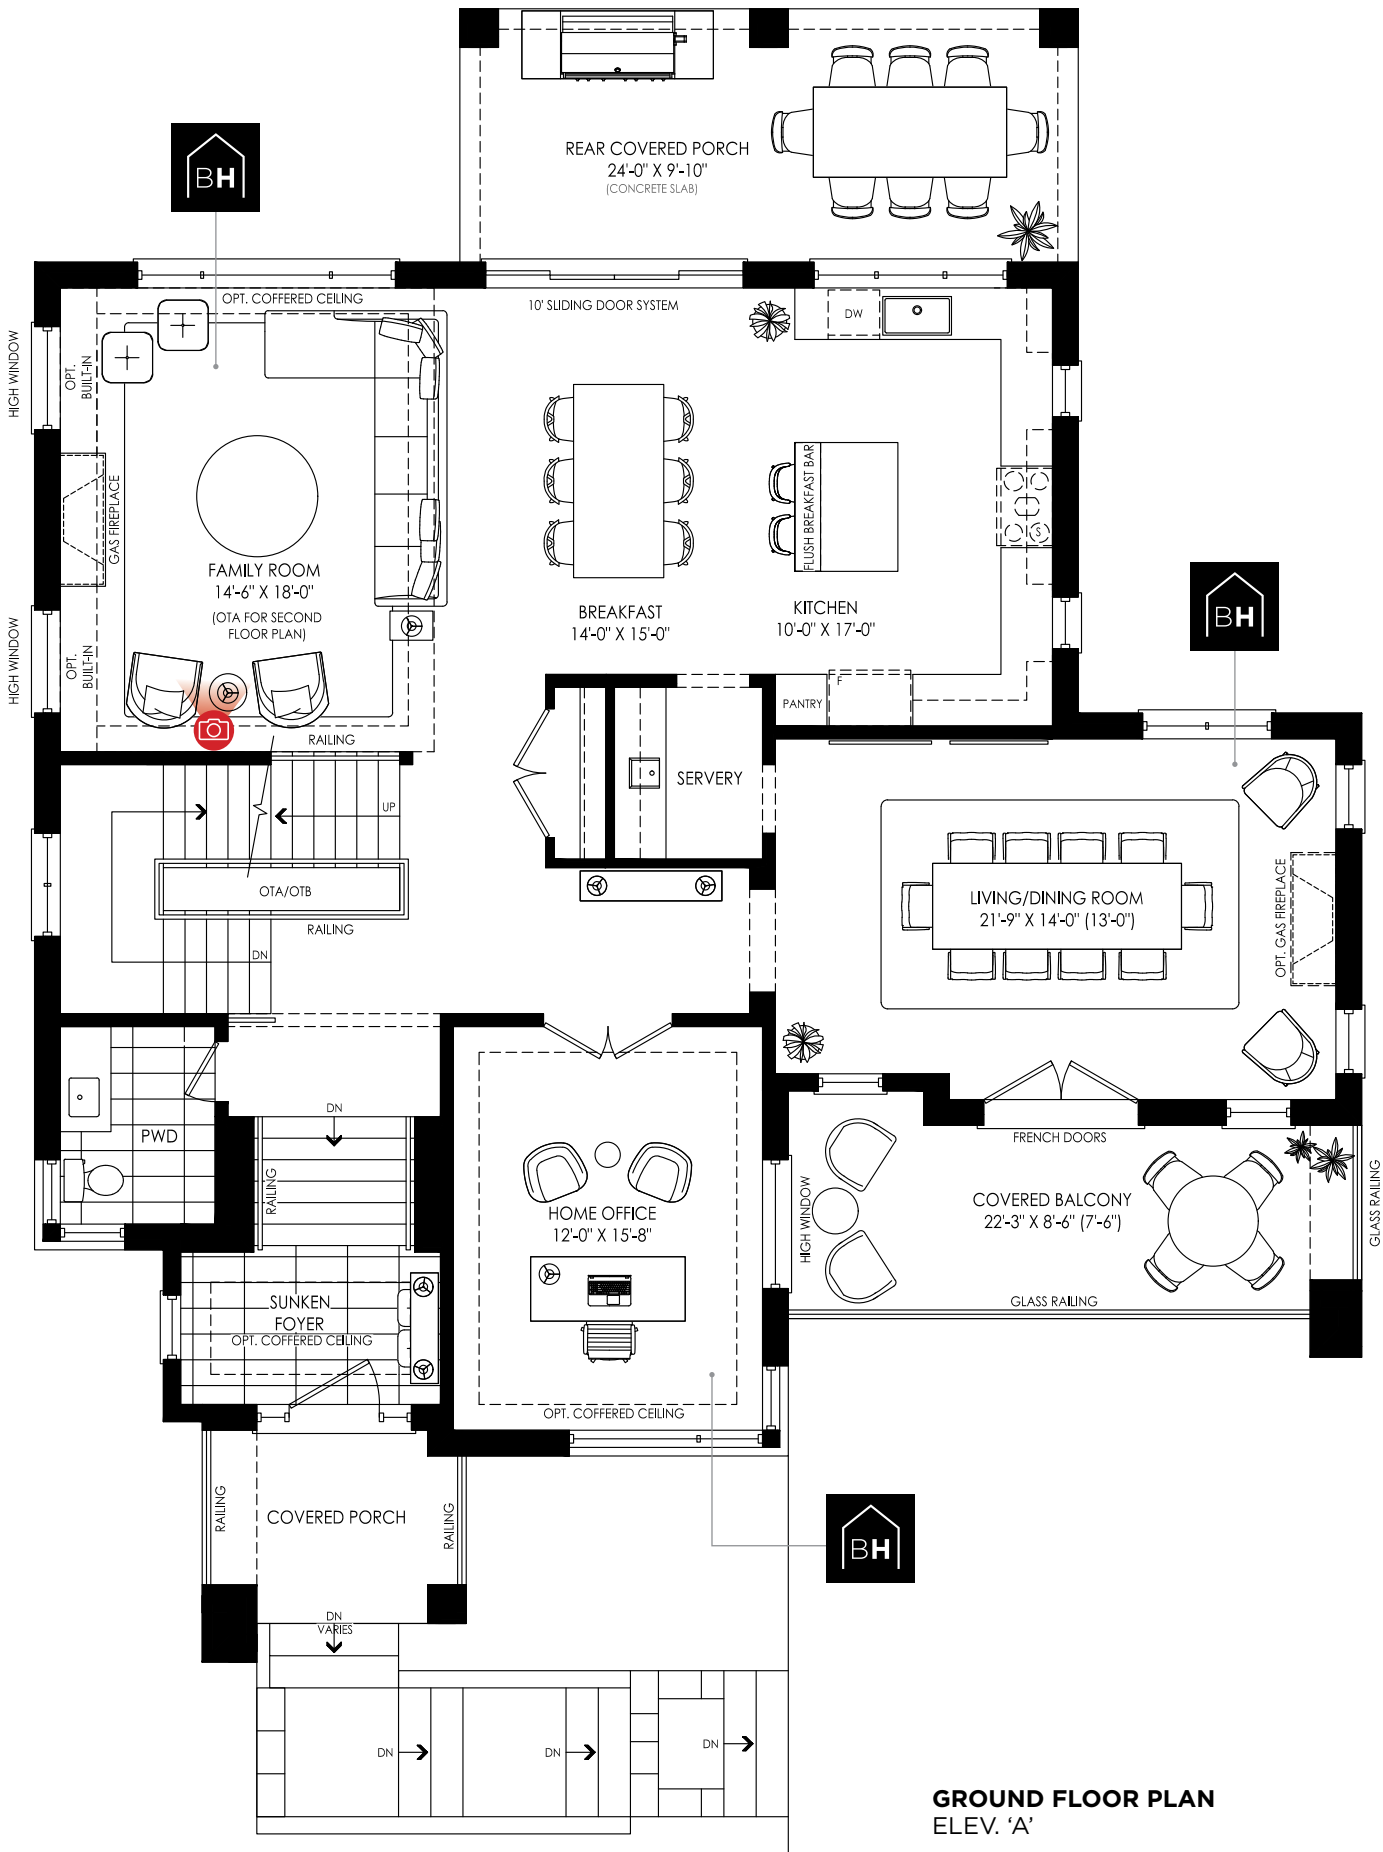 REAR COVERED PORCH
24'-0" X 9'-10"
(CONCRETE SLAB)
BH
OPT. COFFERED CEILING
10' SLIDING DOOR SYSTEM
DW
HIGH WINDOW
OPT.
BUILT-IN
GAS FIREPLACE
FLUSH BREAKFAST BAR
S
FAMILY ROOM
14'-6" X 18'-0"
(OTA FOR SECOND
FLOOR PLAN)
BREAKFAST
14'-0" X 15'-0"
KITCHEN
10'-0" X 17'-0"
BH
HIGH WINDOW
OPT.
BUILT-IN
F
PANTRY
RAILING
SERVERY
UP
OTA/OTB
RAILING
DN
LIVING/DINING ROOM
21'-9" X 14'-0" (13'-0")
OPT. GAS FIREPLACE
DN
PWD
RAILING
FRENCH DOORS
HOME OFFICE
12'-0" X 15'-8"
HIGH WINDOW
COVERED BALCONY
22'-3" X 8'-6" (7'-6")
GLASS RAILING
GLASS RAILING
SUNKEN
FOYER
OPT. COFFERED CEILING
OPT. COFFERED CEILING
RAILING
COVERED PORCH
RAILING
BH
DN
VARIES
DN
DN
DN
GROUND FLOOR PLAN
ELEV. ‘A’